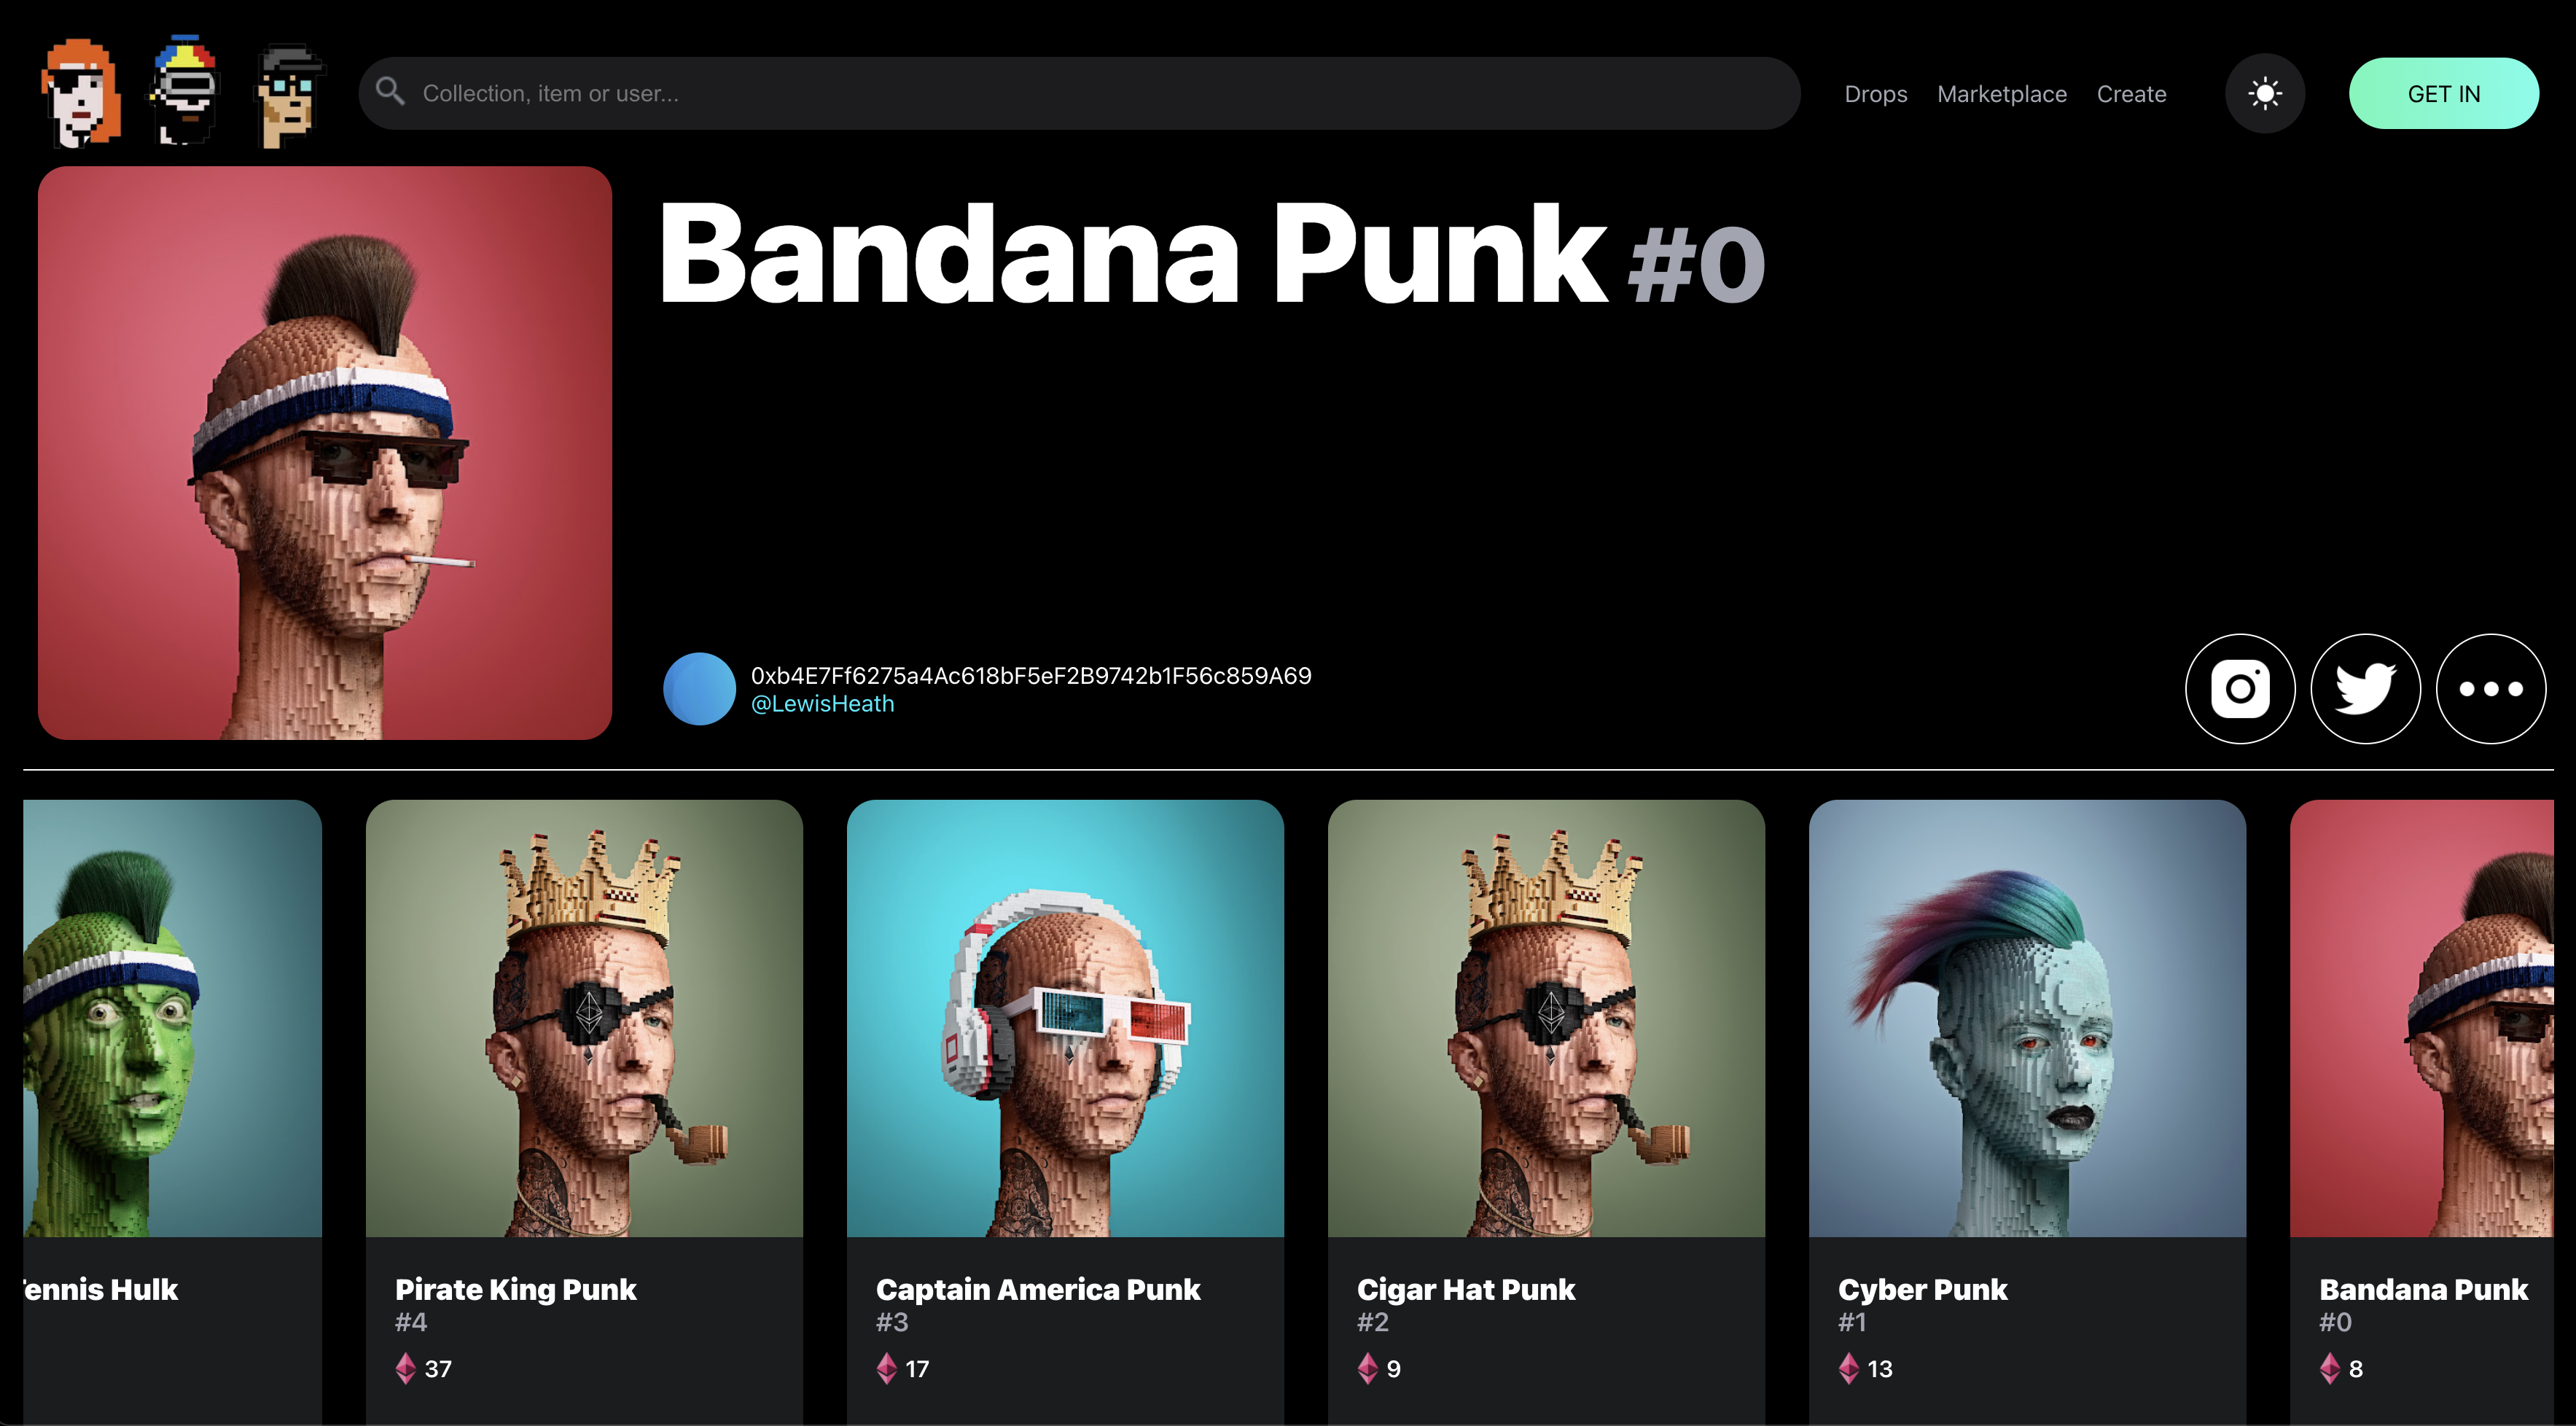 Collection, item or user...
Drops
Marketplace
Create
GET IN
Bandana Punk #0
0xb4E7Ff6275a4Ac618bF5eF2B9742b1F56c859A69
@LewisHeath
Tennis Hulk
Pirate King Punk
#4
37
Captain America Punk
#3
17
Cigar Hat Punk
#2
9
Cyber Punk
#1
13
Bandana Punk
#0
8